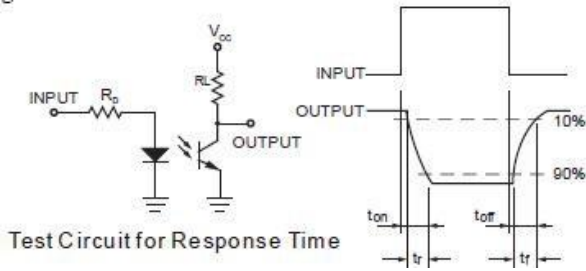 Vcc
RL
INPUT
RD
OUTPUT
Test Circuit for Response Time
INPUT
OUTPUT
10%
90%
ton
toff
tr
tf